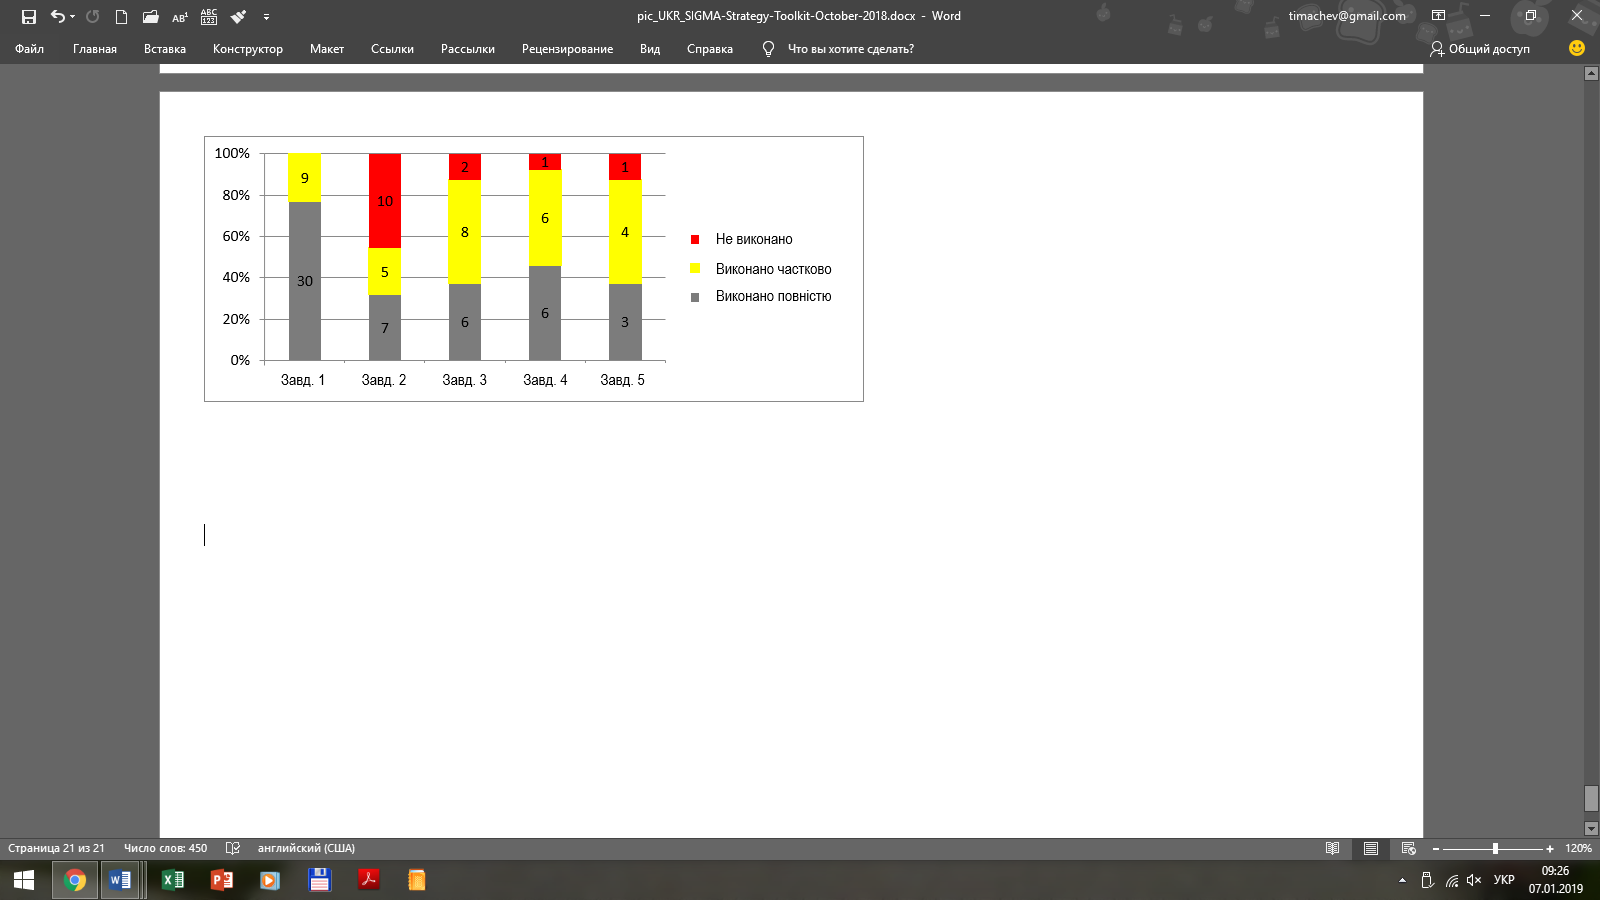 pic_UKR_SIGMA-Strategy-Toolkit-October-2018.docx - Word
timachev@gmail.com
Файл Главная Вставка Конструктор Макет Ссылки Рассылки Рецензирование Вид Справка Что вы хотите сделать? Общий доступ
100%
80%
60%
40%
20%
0%
9
30
10
5
7
2
8
6
1
6
6
1
4
3
Завд. 1 Завд. 2 Завд. 3 Завд. 4 Завд. 5
Не виконано
Виконано частково
Виконано повністю
Страница 21 из 21 Число слов: 450 английский (США) 120%
УКР
09:26
07.01.2019